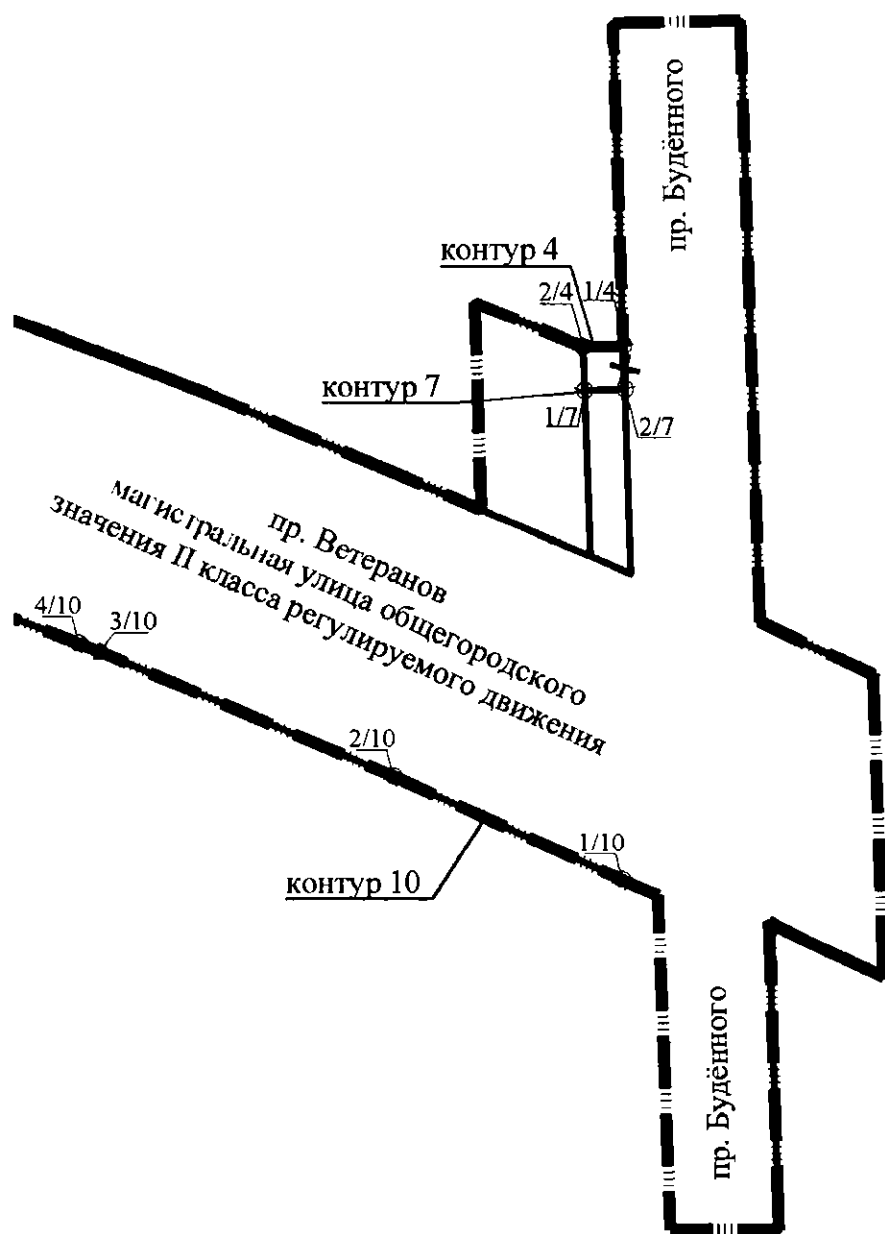 пр. Будённого
контур 4
2/4 1/4
контур 7
1/7
2/7
пр. Ветеранов
магистральная улица общегородского
значения II класса регулируемого движения
4/10
3/10
2/10
1/10
контур 10
пр. Будённого